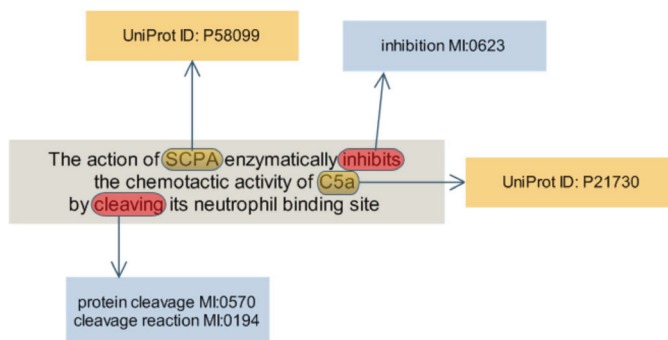 UniProt ID: P58099
inhibition MI:0623
The action of SCPA enzymatically inhibits
the chemotactic activity of C5a
by cleaving its neutrophil binding site
UniProt ID: P21730
protein cleavage MI:0570
cleavage reaction MI:0194